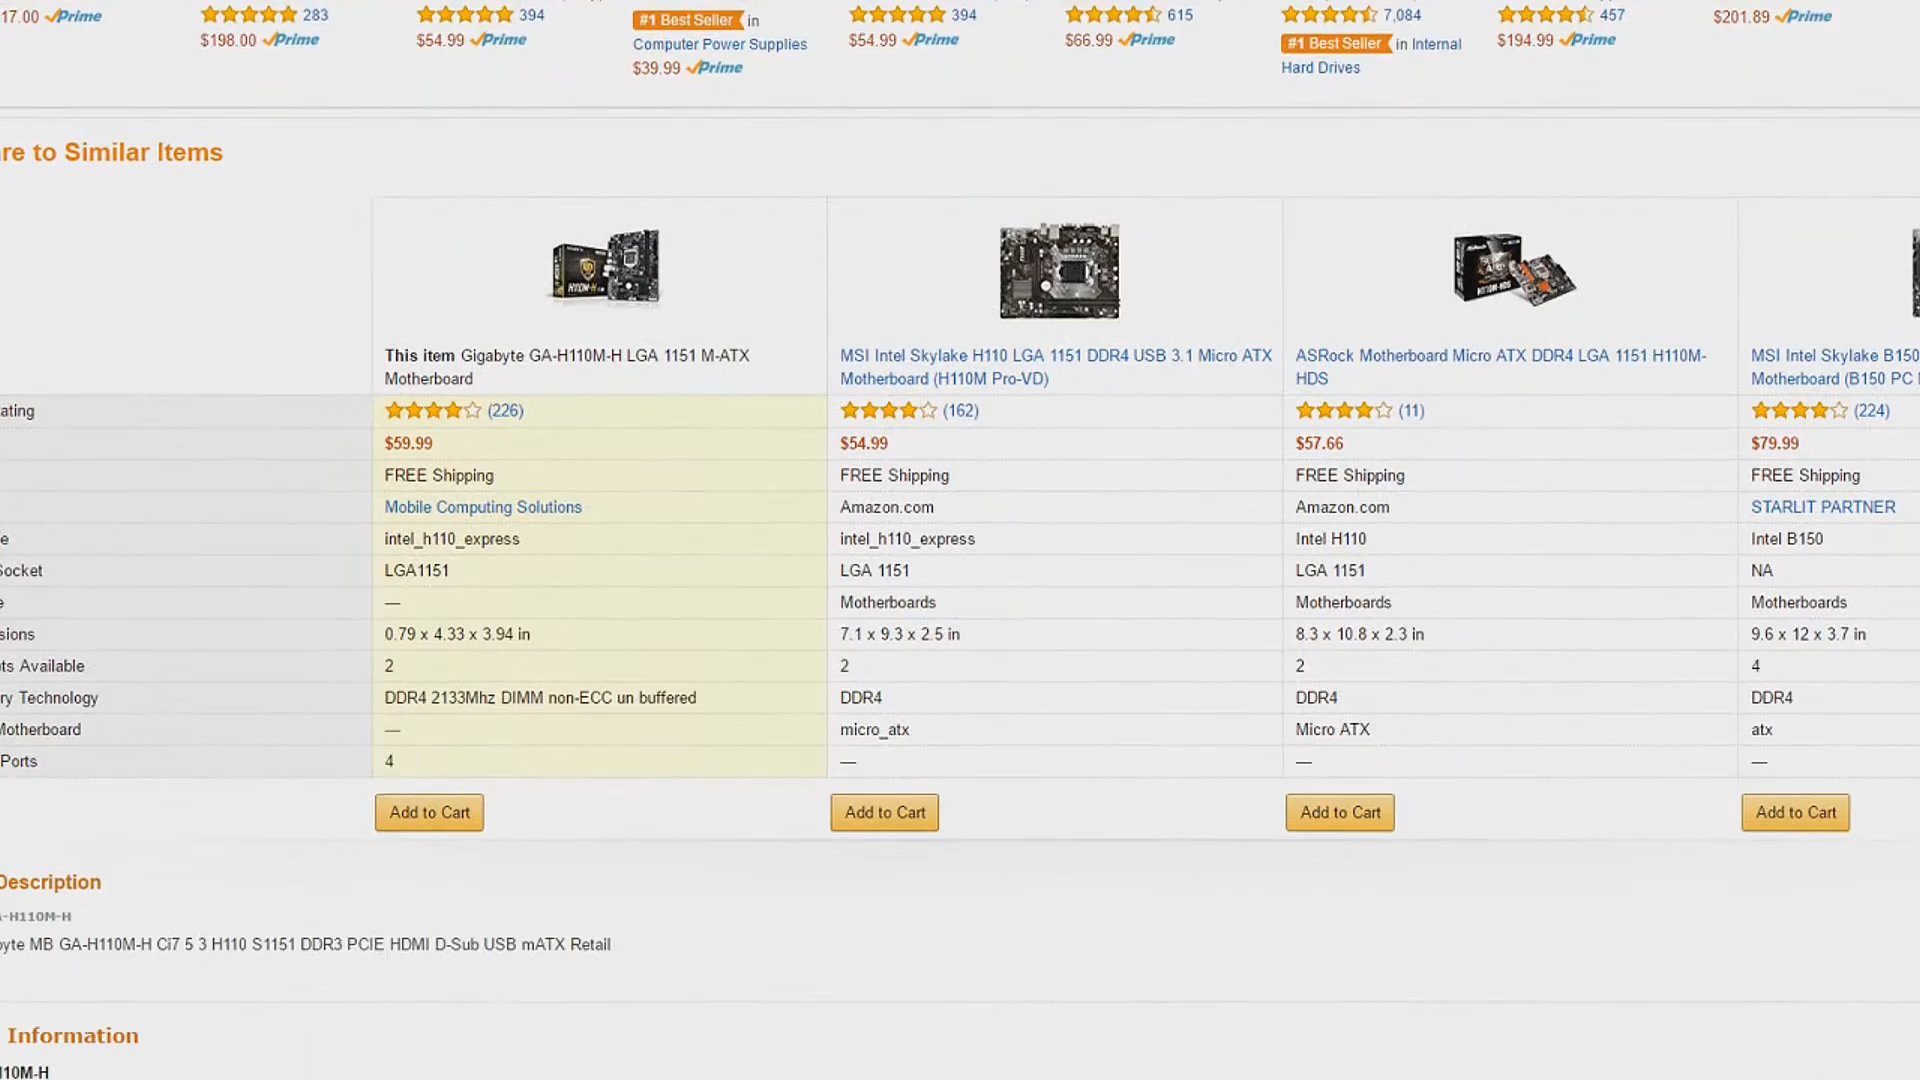 17.00 Prime
283
$198.00 Prime
394
$54.99 Prime
#1 Best Seller in
Computer Power Supplies
$39.99 Prime
394
$54.99 Prime
615
$66.99 Prime
7,084
#1 Best Seller in Internal
Hard Drives
457
$194.99 Prime
$201.89 Prime
re to Similar Items
This item Gigabyte GA-H110M-H LGA 1151 M-ATX
Motherboard
MSI Intel Skylake H110 LGA 1151 DDR4 USB 3.1 Micro ATX
Motherboard (H110M Pro-VD)
ASRock Motherboard Micro ATX DDR4 LGA 1151 H110M-
HDS
MSI Intel Skylake B150
Motherboard (B150 PC
ating (226) (162) (11) (224)
$59.99 $54.99 $57.66 $79.99
FREE Shipping FREE Shipping FREE Shipping FREE Shipping
Mobile Computing Solutions Amazon.com Amazon.com STARLIT PARTNER
e intel_h110_express intel_h110_express Intel H110 Intel B150
Socket LGA1151 LGA 1151 LGA 1151 NA
e — Motherboards Motherboards Motherboards
sions 0.79 x 4.33 x 3.94 in 7.1 x 9.3 x 2.5 in 8.3 x 10.8 x 2.3 in 9.6 x 12 x 3.7 in
ts Available 2 2 2 4
ry Technology DDR4 2133Mhz DIMM non-ECC un buffered DDR4 DDR4 DDR4
Motherboard — micro_atx Micro ATX atx
Ports 4 — — —
Add to Cart Add to Cart Add to Cart Add to Cart
Description
-H110M-H
byte MB GA-H110M-H Ci7 5 3 H110 S1151 DDR3 PCIE HDMI D-Sub USB mATX Retail
Information
110M-H